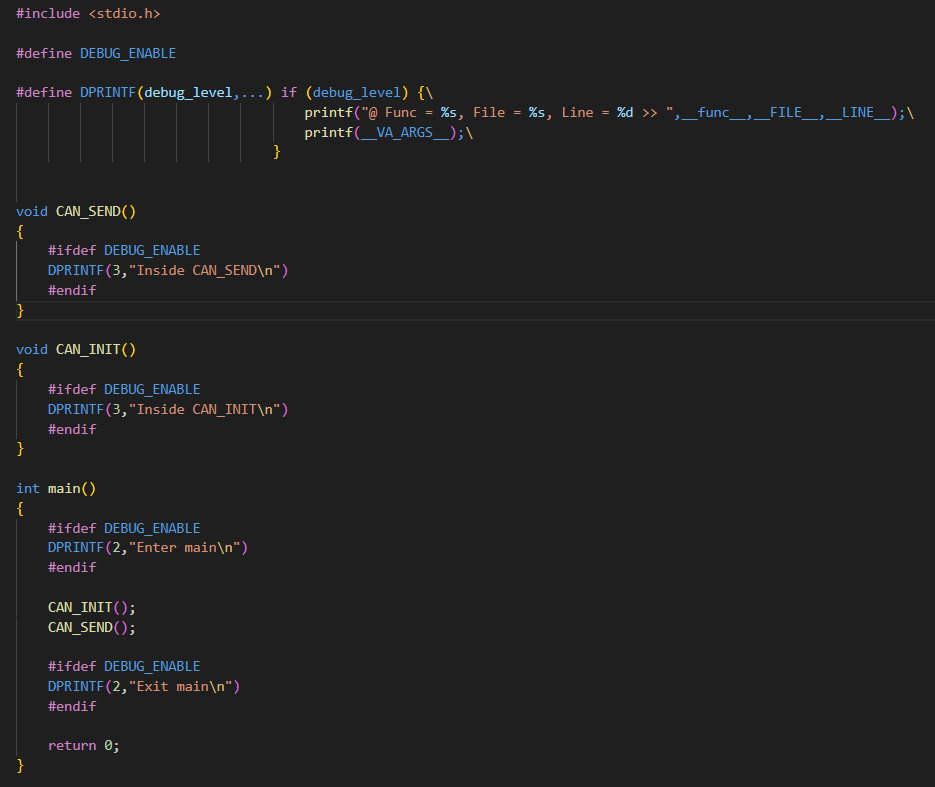 #include <stdio.h>
#define DEBUG_ENABLE
#define DPRINTF(debug_level,...) if (debug_level) {\
printf("@ Func = %s, File = %s, Line = %d >> ",__func__,__FILE__,__LINE__);\
printf(__VA_ARGS__);\
}
void CAN_SEND()
{
#ifdef DEBUG_ENABLE
DPRINTF(3,"Inside CAN_SEND\n")
#endif
}
void CAN_INIT()
{
#ifdef DEBUG_ENABLE
DPRINTF(3,"Inside CAN_INIT\n")
#endif
}
int main()
{
#ifdef DEBUG_ENABLE
DPRINTF(2,"Enter main\n")
#endif
CAN_INIT();
CAN_SEND();
#ifdef DEBUG_ENABLE
DPRINTF(2,"Exit main\n")
#endif
return 0;
}